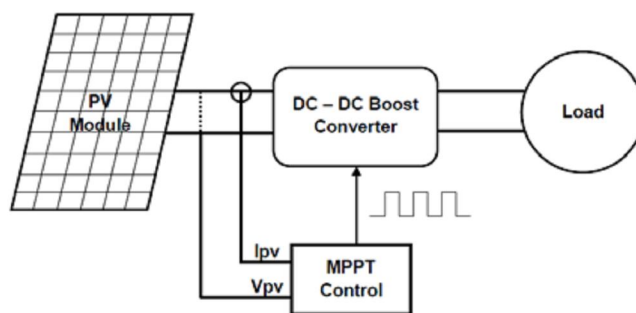 PV
Module
DC – DC Boost
Converter
Load
Ipv
Vpv
MPPT
Control